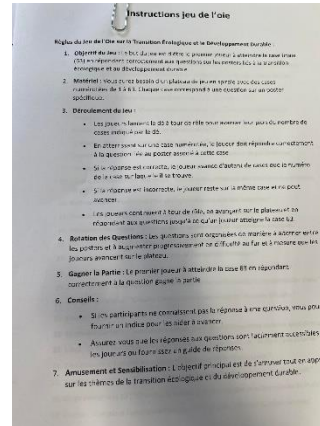 Instructions jeu de l'oie
Règles du Jeu de l'Oie sur la Transition Écologique et le Développement Durable :
1. Objectif du Jeu : Le but du jeu est d'être le premier joueur à atteindre la case finale
(63) en répondant correctement aux questions sur les posters liés à la transition
écologique et au développement durable.
2. Matériel : Vous aurez besoin d'un plateau de jeu en spirale avec des cases
numérotées de 1 à 63. Chaque case correspond à une question sur un poster
spécifique.
3. Déroulement du Jeu :
• Les joueurs lancent le dé à tour de rôle pour avancer leur pion du nombre de
cases indiqué par le dé.
• En atterrissant sur une case numérotée, le joueur doit répondre correctement
à la question liée au poster associé à cette case.
• Si la réponse est correcte, le joueur avance d'autant de cases que le numéro
de la case sur laquelle il se trouve.
• Si la réponse est incorrecte, le joueur reste sur la même case et ne peut
avancer.
• Les joueurs continuent à tour de rôle, en avançant sur le plateau et en
répondant aux questions jusqu'à ce qu'un joueur atteigne la case 63.
4. Rotation des Questions : Les questions sont organisées de manière à alterner entre
les posters et à augmenter progressivement en difficulté au fur et à mesure que les
joueurs avancent sur le plateau.
5. Gagner la Partie : Le premier joueur à atteindre la case 63 en répondant
correctement à la question gagne la partie.
6. Conseils :
• Si les participants ne connaissent pas la réponse à une question, vous pouv
fournir un indice pour les aider à avancer.
• Assurez-vous que les réponses aux questions sont facilement accessibles
les joueurs ou fournissez un guide de réponses.
7. Amusement et Sensibilisation : L'objectif principal est de s'amuser tout en appr
sur les thèmes de la transition écologique et du développement durable.